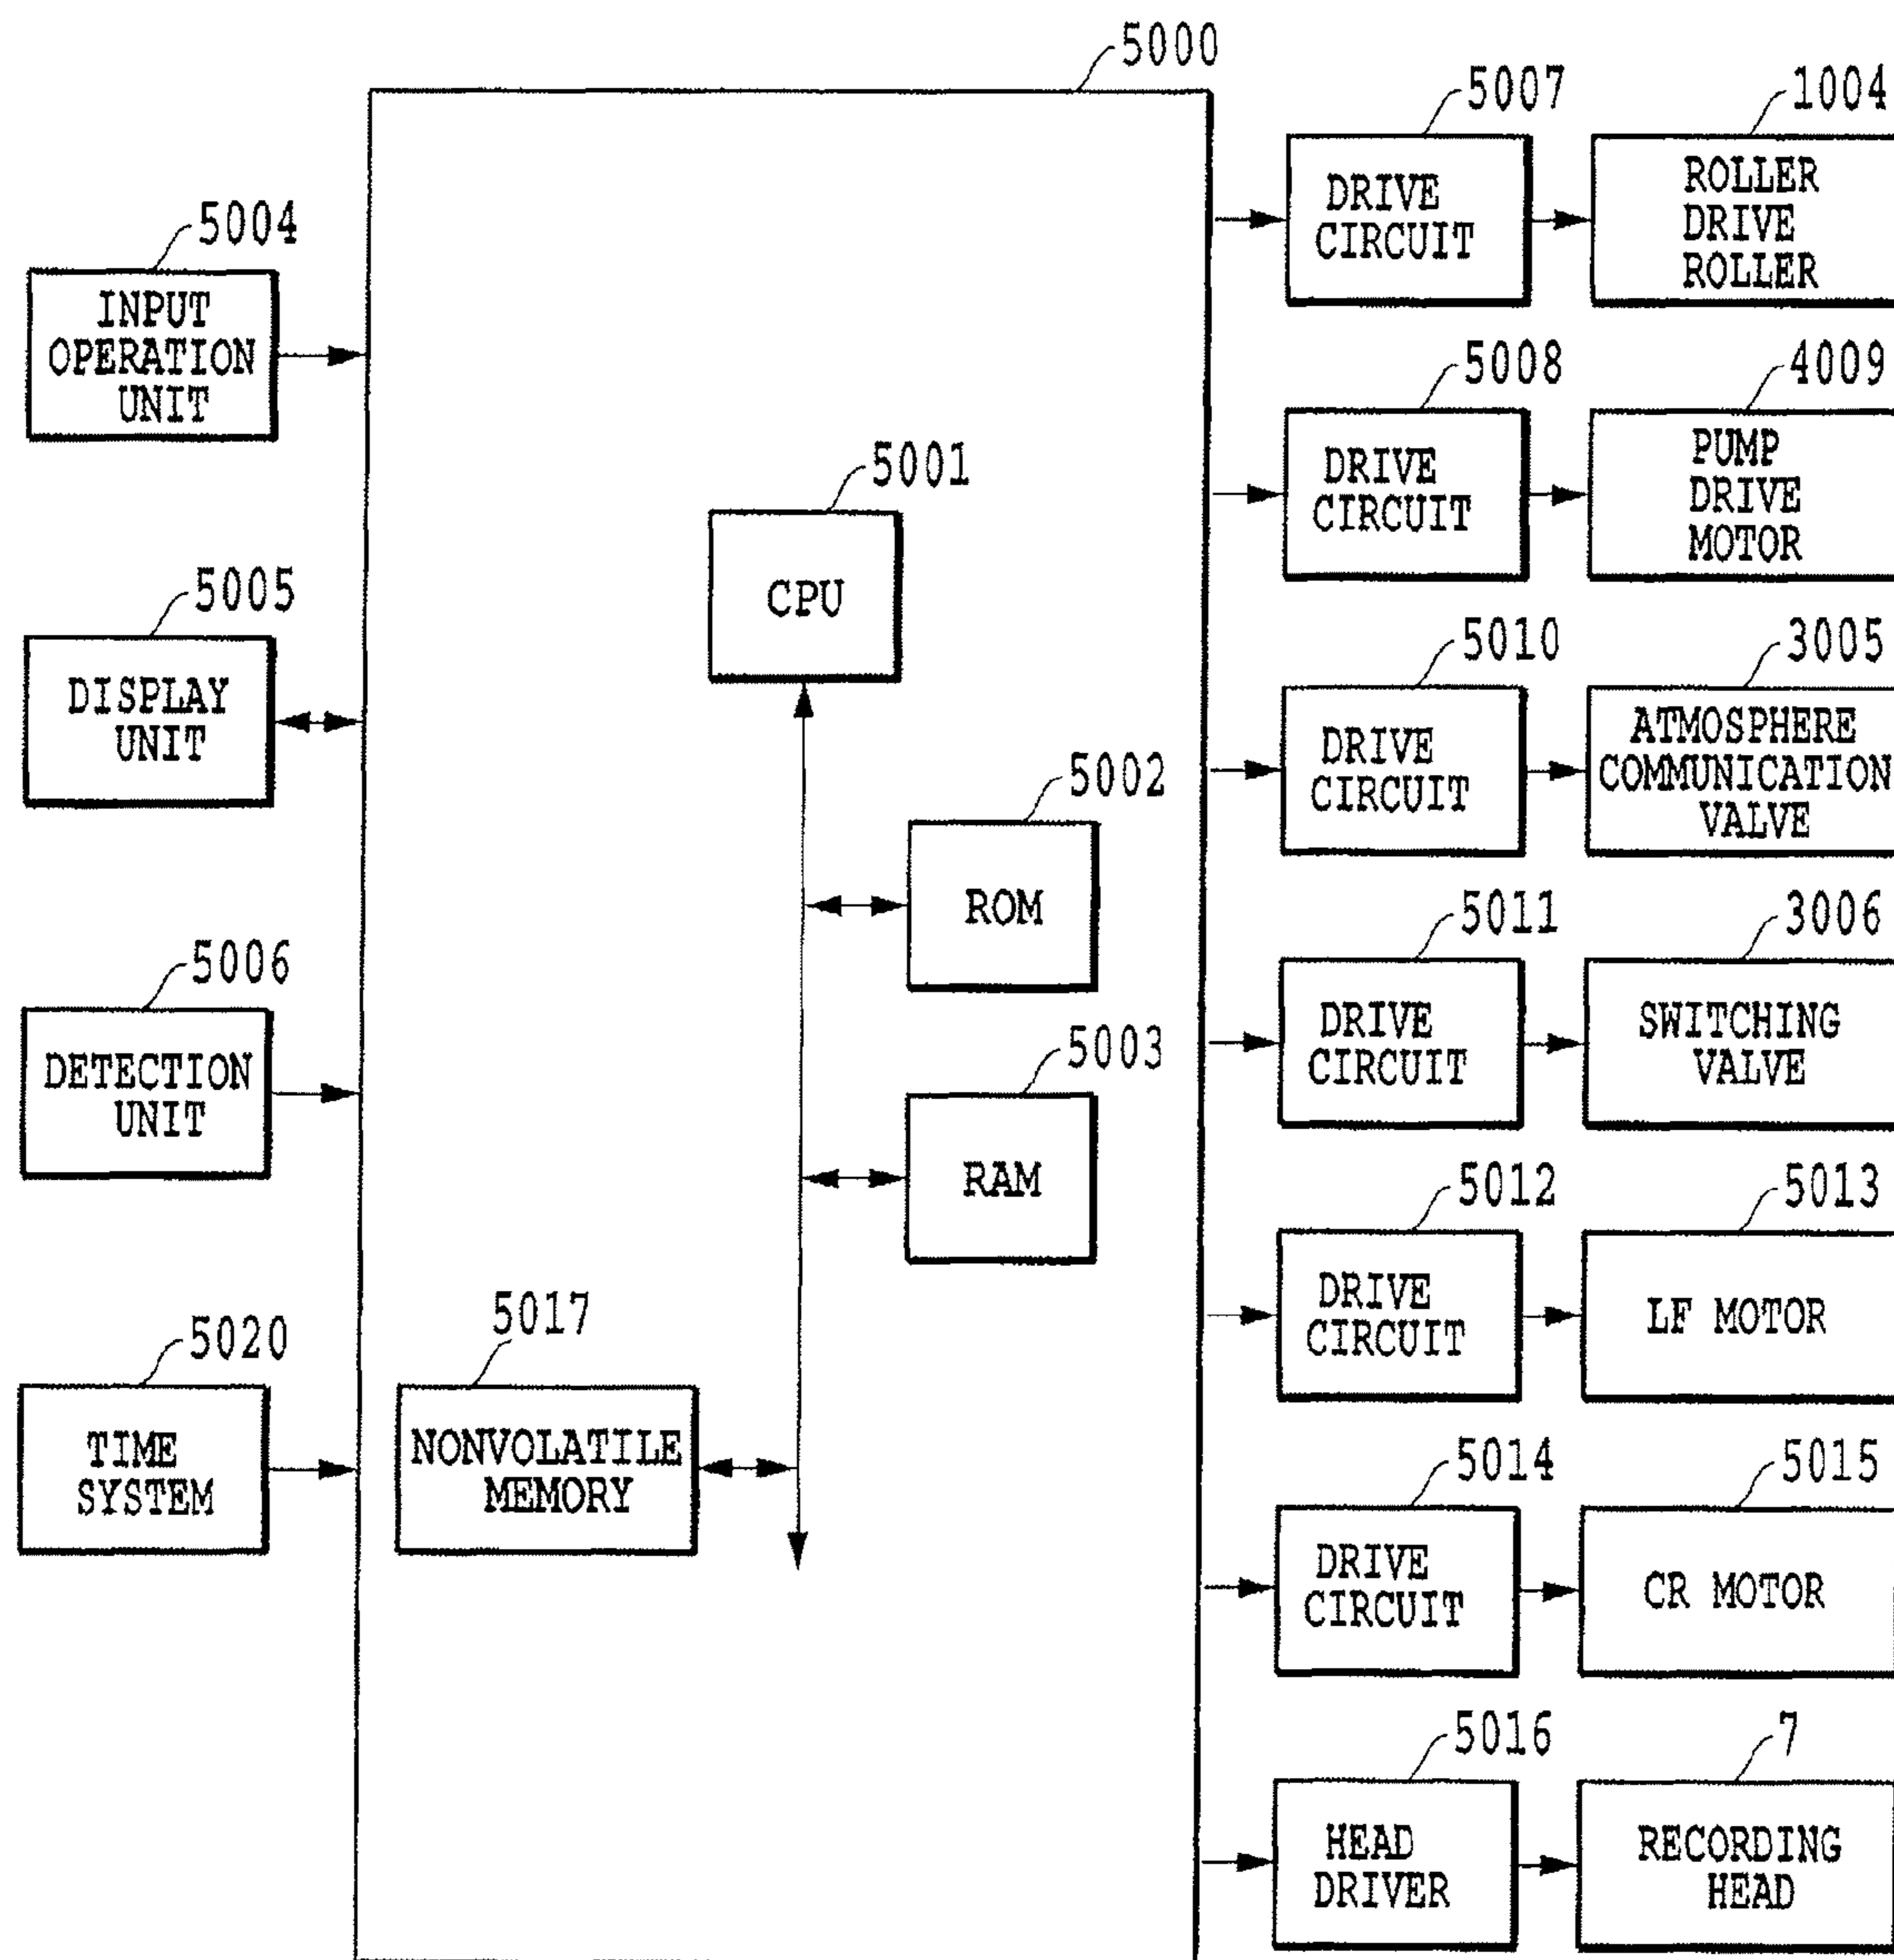 5000
5007
1004
DRIVE
CIRCUIT
ROLLER
DRIVE
ROLLER
5004
INPUT
OPERATION
UNIT
5008
4009
DRIVE
CIRCUIT
PUMP
DRIVE
MOTOR
5001
CPU
5005
DISPLAY
UNIT
5010
3005
DRIVE
CIRCUIT
ATMOSPHERE
COMMUNICATION
VALVE
5002
ROM
5006
DETECTION
UNIT
5011
3006
DRIVE
CIRCUIT
SWITCHING
VALVE
5003
RAM
5012
5013
DRIVE
CIRCUIT
LF MOTOR
5020
TIME
SYSTEM
5017
NONVOLATILE
MEMORY
5014
5015
DRIVE
CIRCUIT
CR MOTOR
5016
7
HEAD
DRIVER
RECORDING
HEAD